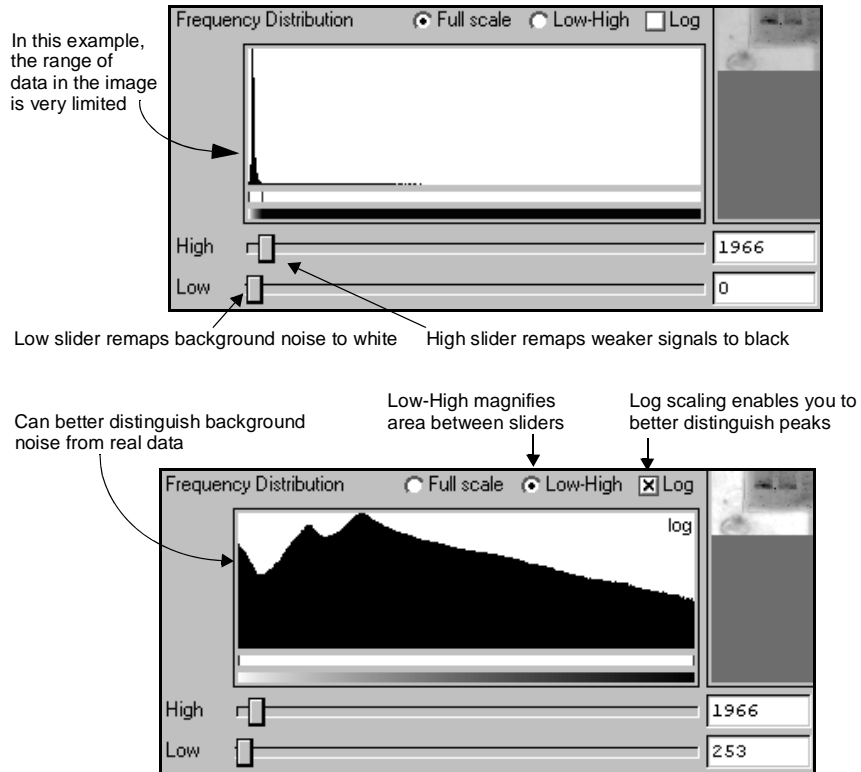 Frequency Distribution Full scale Low-High Log
In this example,
the range of
data in the image
is very limited
High 1966
Low 0
Low slider remaps background noise to white High slider remaps weaker signals to black
Can better distinguish background
noise from real data
Low-High magnifies
area between sliders
Log scaling enables you to
better distinguish peaks
Frequency Distribution Full scale Low-High Log
log
High 1966
Low 253